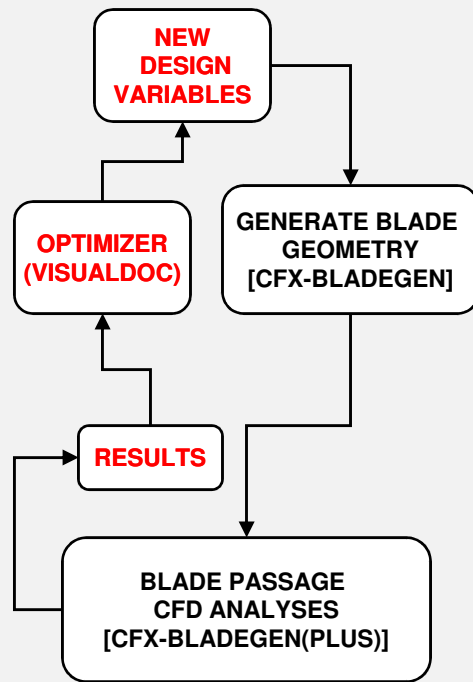 NEW
DESIGN
VARIABLES
GENERATE BLADE
GEOMETRY
[CFX-BLADEGEN]
OPTIMIZER
(VISUALDOC)
RESULTS
BLADE PASSAGE
CFD ANALYSES
[CFX-BLADEGEN(PLUS)]